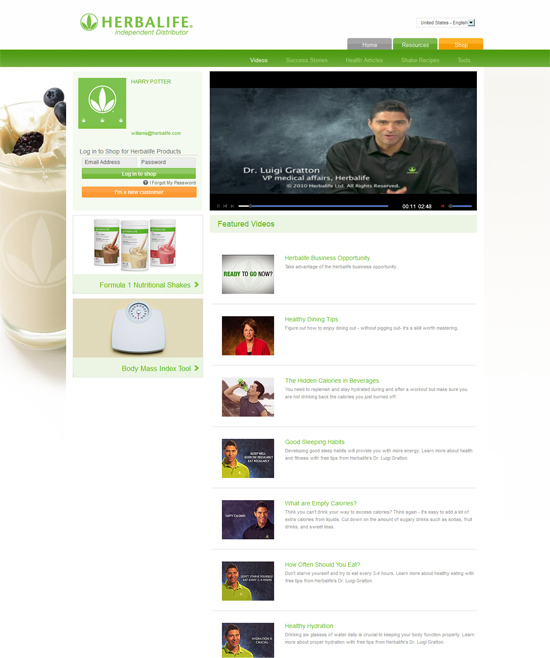 HERBALIFE
Independent Distributor
United States - English
Home
Resources
Shop
Videos
Success Stories
Health Articles
Shake Recipes
Tools
HARRY POTTER
williams@herbalife.com
Log in to Shop for Herbalife Products
Email Address
Password
Log in to shop
I Forgot My Password
I'm a new customer
Formula 1 Nutritional Shakes
Body Mass Index Tool
Dr. Luigi Gratton
VP medical affairs, Herbalife
© 2010 Herbalife Ltd. All Rights Reserved.
00:11 02:48
Featured Videos
READY TO GO NOW?
Herbalife Business Opportunity
Take advantage of the Herbalife business opportunity.
Healthy Dining Tips
Figure out how to enjoy dining out - without pigging out- it's a skill worth mastering.
The Hidden Calories in Beverages
You need to replenish and stay hydrated during and after a workout but make sure you
are not drinking back the calories you just burned off.
Good Sleeping Habits
Developing good sleep habits will provide you with more energy. Learn more about health
and fitness with free tips from Herbalife's Dr. Luigi Gratton.
EMPTY CALORIES
What are Empty Calories?
Think you can't drink your way to excess calories? Think again - it's easy to add a lot of
extra calories from liquids. Cut down on the amount of sugary drinks such as sodas, fruit
drinks, and sweet teas.
DON'T STARVE YOURSELF
EAT EVERY 3-4 HOURS
How Often Should You Eat?
Don't starve yourself and try to eat every 3-4 hours. Learn more about healthy eating with
free tips from Herbalife's Dr. Luigi Gratton.
HYDRATION IS
CRUCIAL
Healthy Hydration
Drinking six glasses of water daily is crucial to keeping your body function properly. Learn
more about proper hydration with free tips from Herbalife's Dr. Luigi Gratton.